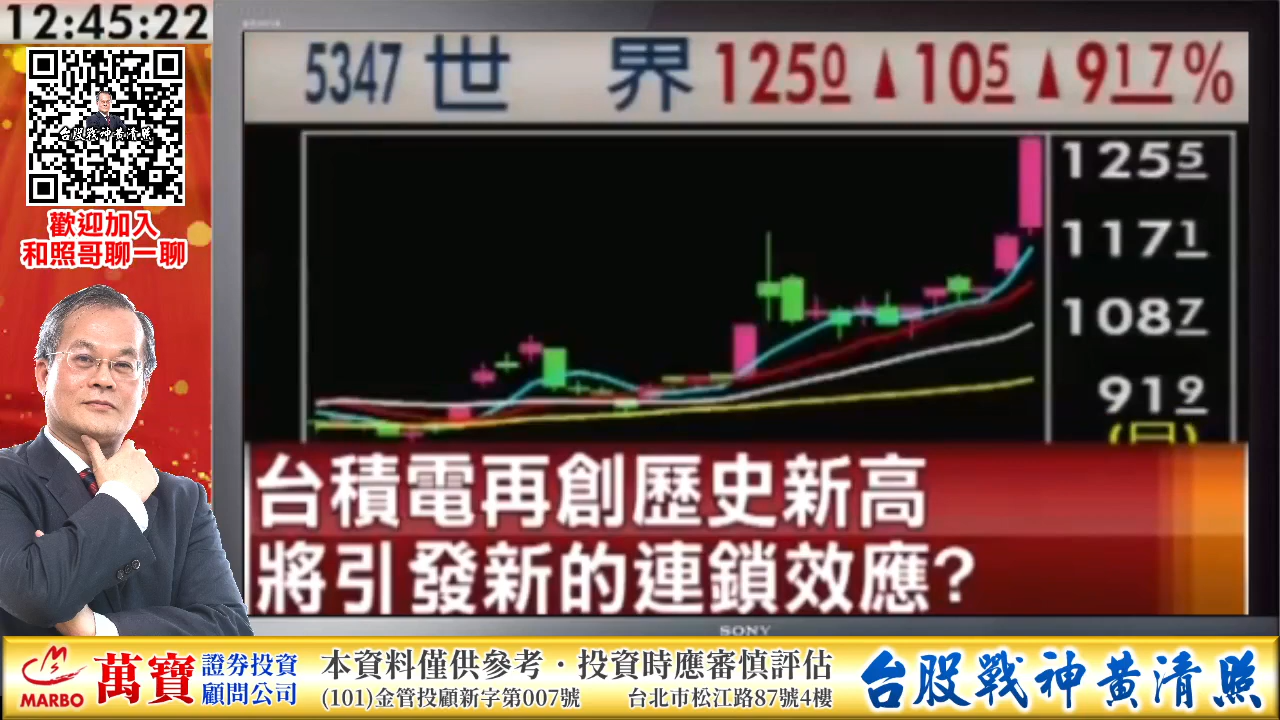 12:45:22
台股戰神黃清照
歡迎加入
和照哥聊一聊
5347 世界 125.0 ▲ 10.5 ▲ 9.17%
125.5
117.1
108.7
91.9
(日)
台積電再創歷史新高
將引發新的連鎖效應?
SONY
MARBO
萬寶 證券投資
顧問公司
本資料僅供參考・投資時應審慎評估
(101)金管投顧新字第007號 台北市松江路87號4樓
台股戰神黃清照